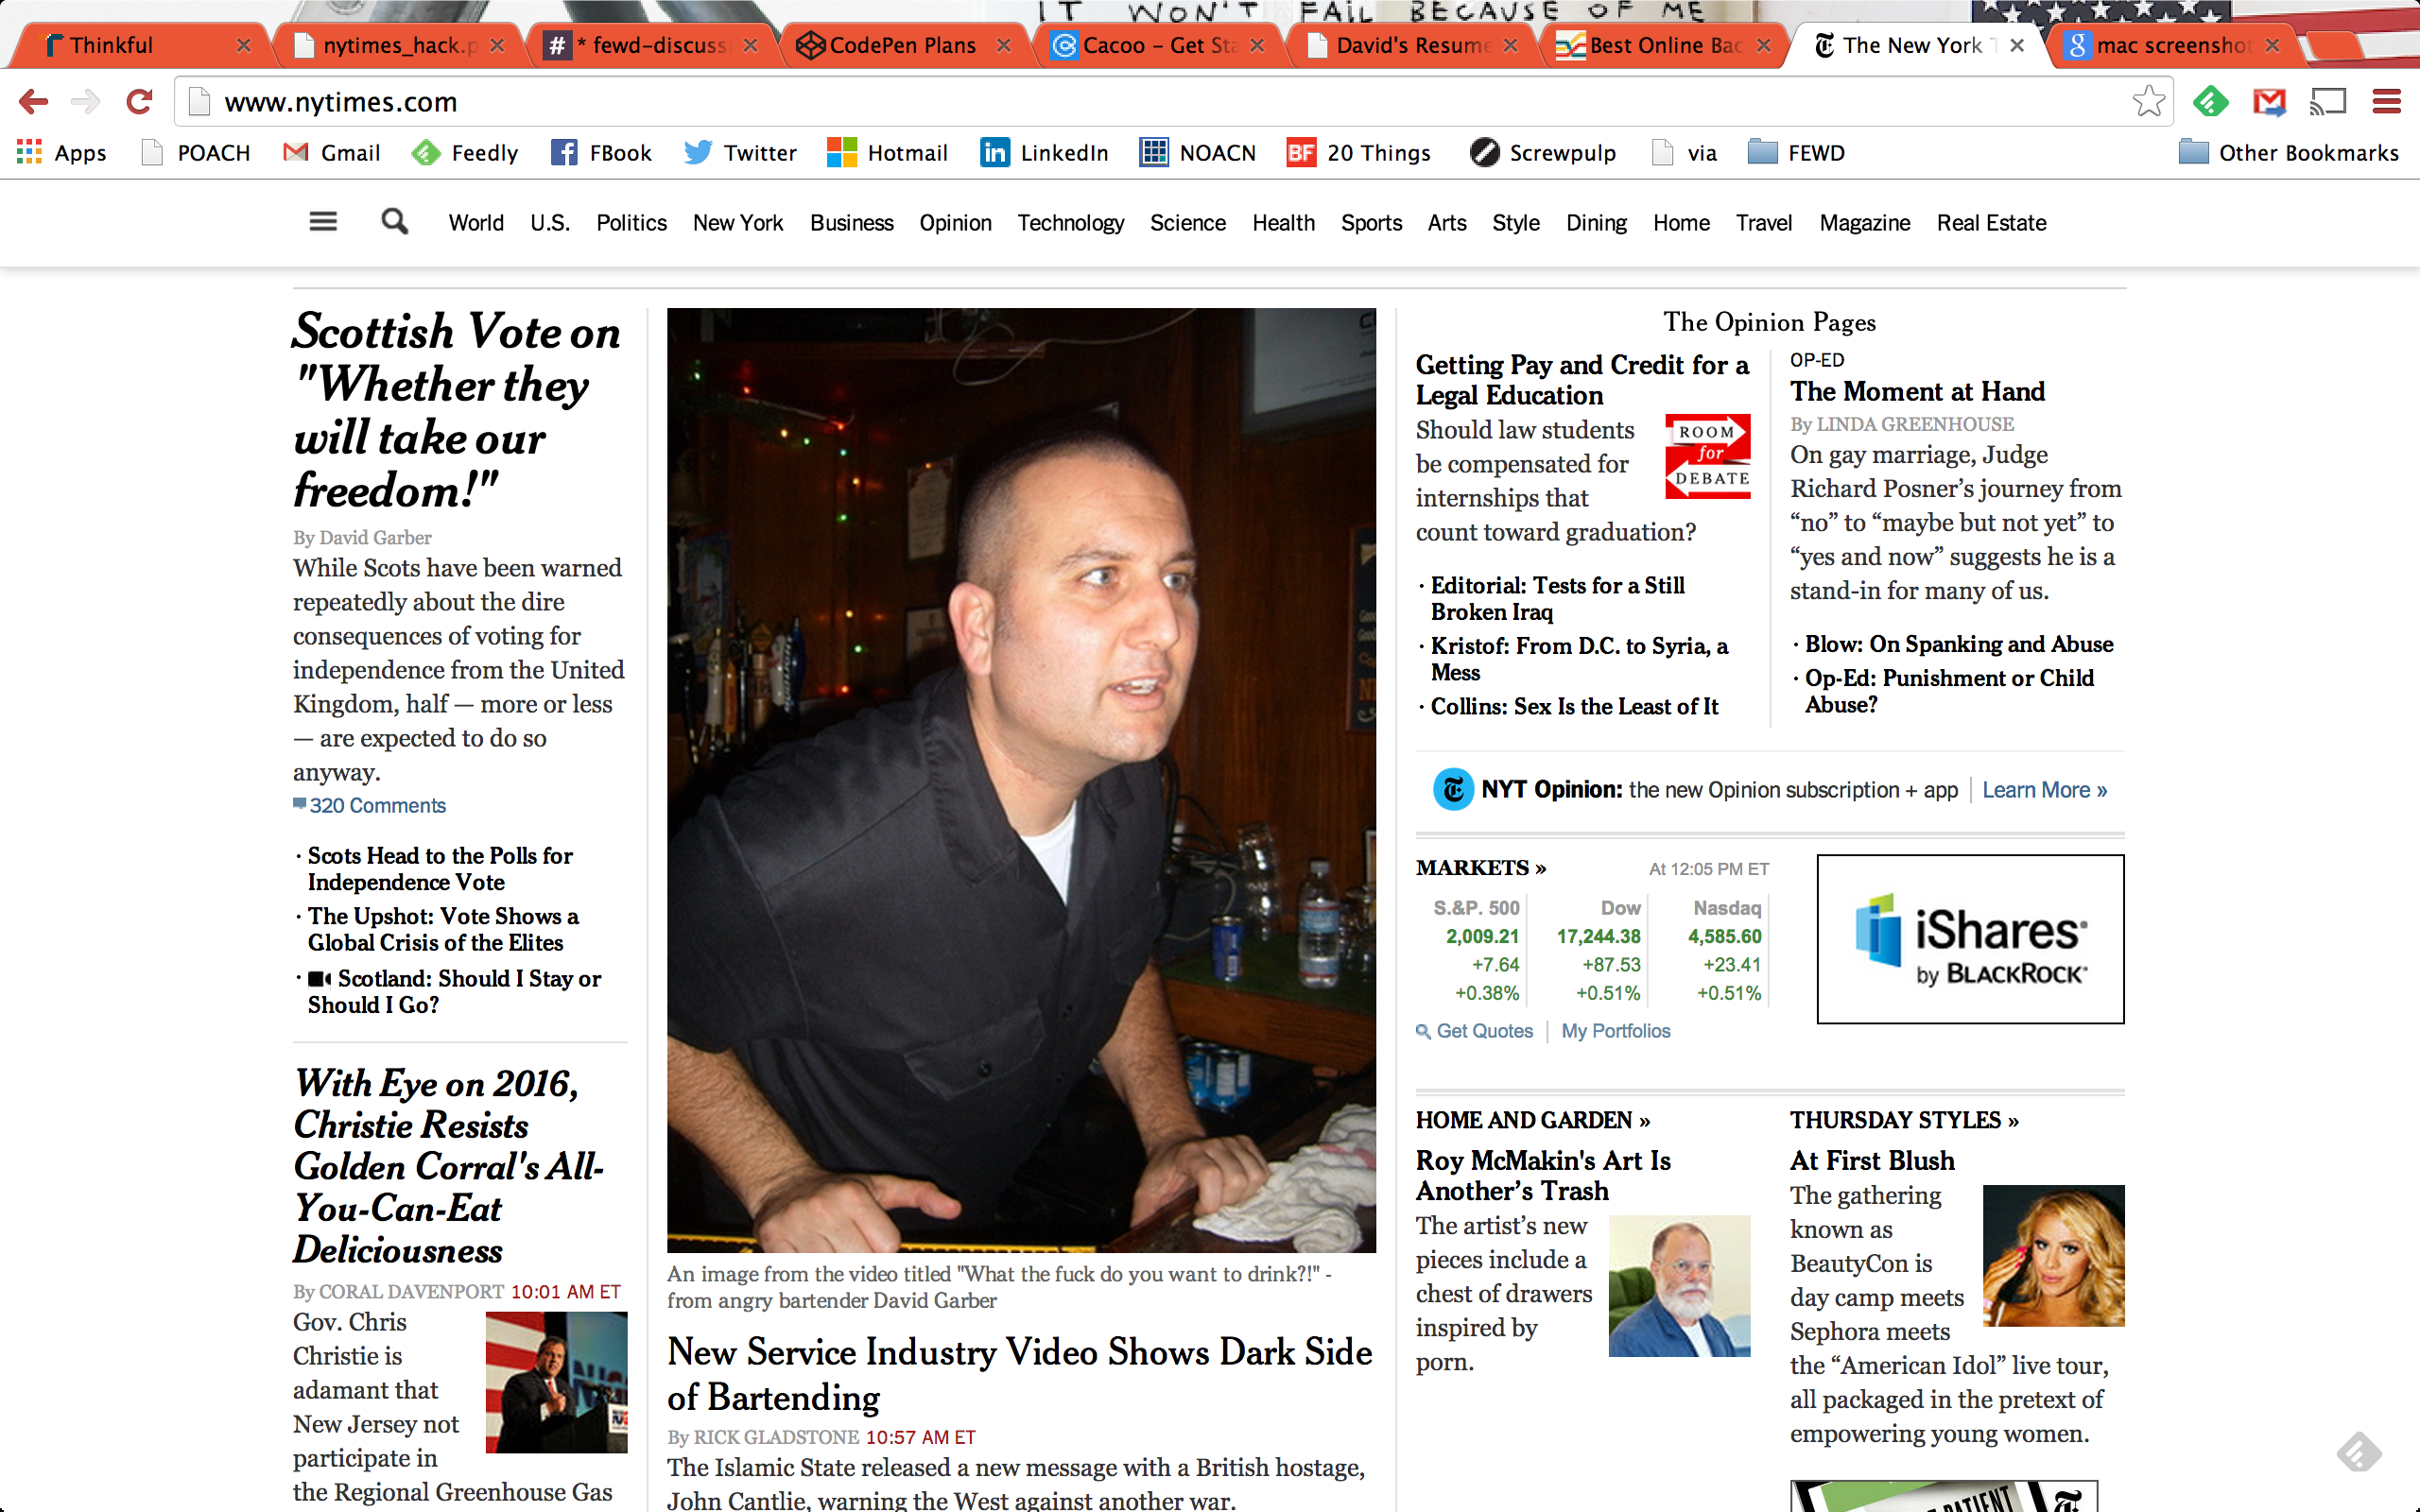 IT WON'T FAIL BECAUSE OF ME
Thinkful
nytimes_hack.p
# * fewd-discuss
CodePen Plans
Cacoo - Get Sta
David's Resume
Best Online Bac
The New York T
mac screenshot
www.nytimes.com
Apps POACH Gmail Feedly FBook Twitter Hotmail LinkedIn NOACN BF 20 Things Screwpulp via FEWD Other Bookmarks
World U.S. Politics New York Business Opinion Technology Science Health Sports Arts Style Dining Home Travel Magazine Real Estate
Scottish Vote on
"Whether they
will take our
freedom!"
By David Garber
While Scots have been warned
repeatedly about the dire
consequences of voting for
independence from the United
Kingdom, half — more or less
— are expected to do so
anyway.
320 Comments
· Scots Head to the Polls for
Independence Vote
· The Upshot: Vote Shows a
Global Crisis of the Elites
· Scotland: Should I Stay or
Should I Go?
With Eye on 2016,
Christie Resists
Golden Corral's All-
You-Can-Eat
Deliciousness
By CORAL DAVENPORT 10:01 AM ET
Gov. Chris
Christie is
adamant that
New Jersey not
participate in
the Regional Greenhouse Gas
An image from the video titled "What the fuck do you want to drink?!" -
from angry bartender David Garber
New Service Industry Video Shows Dark Side
of Bartending
By RICK GLADSTONE 10:57 AM ET
The Islamic State released a new message with a British hostage,
John Cantlie, warning the West against another war.
The Opinion Pages
Getting Pay and Credit for a
Legal Education
Should law students
be compensated for
internships that
count toward graduation?
ROOM
for
DEBATE
· Editorial: Tests for a Still
Broken Iraq
· Kristof: From D.C. to Syria, a
Mess
· Collins: Sex Is the Least of It
OP-ED
The Moment at Hand
By LINDA GREENHOUSE
On gay marriage, Judge
Richard Posner's journey from
“no” to “maybe but not yet” to
“yes and now” suggests he is a
stand-in for many of us.
· Blow: On Spanking and Abuse
· Op-Ed: Punishment or Child
Abuse?
NYT Opinion: the new Opinion subscription + app | Learn More »
MARKETS » At 12:05 PM ET
S.&P. 500 Dow Nasdaq
2,009.21 17,244.38 4,585.60
+7.64 +87.53 +23.41
+0.38% +0.51% +0.51%
Get Quotes | My Portfolios
iShares®
by BLACKROCK®
HOME AND GARDEN »
Roy McMakin's Art Is
Another’s Trash
The artist’s new
pieces include a
chest of drawers
inspired by
porn.
THURSDAY STYLES »
At First Blush
The gathering
known as
BeautyCon is
day camp meets
Sephora meets
the “American Idol” live tour,
all packaged in the pretext of
empowering young women.
PATIENT